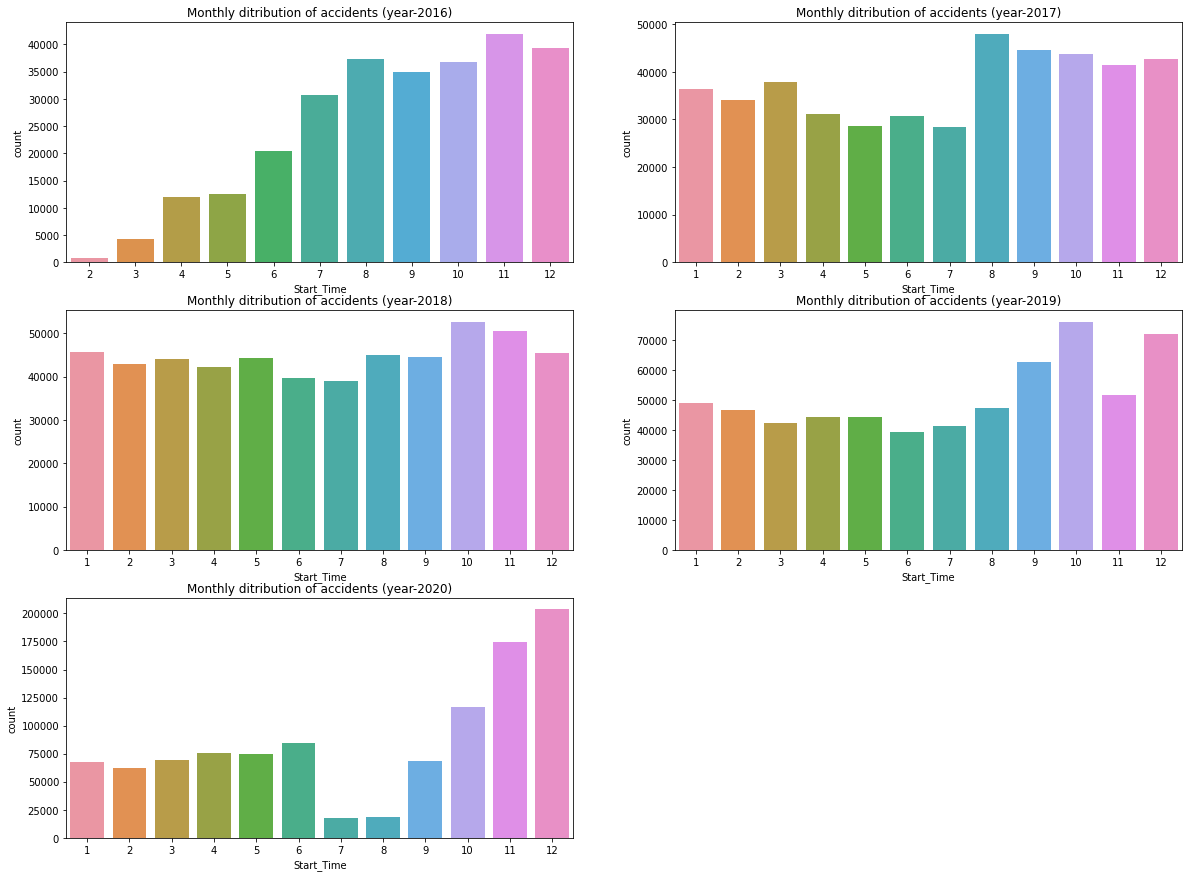 Monthly ditribution of accidents (year-2016)
count
40000
35000
30000
25000
20000
15000
10000
5000
0
2 3 4 5 6 7 8 9 10 11 12
Start_Time
Monthly ditribution of accidents (year-2017)
count
50000
40000
30000
20000
10000
0
1 2 3 4 5 6 7 8 9 10 11 12
Start_Time
Monthly ditribution of accidents (year-2018)
count
50000
40000
30000
20000
10000
0
1 2 3 4 5 6 7 8 9 10 11 12
Start_Time
Monthly ditribution of accidents (year-2019)
count
70000
60000
50000
40000
30000
20000
10000
0
1 2 3 4 5 6 7 8 9 10 11 12
Start_Time
Monthly ditribution of accidents (year-2020)
count
200000
175000
150000
125000
100000
75000
50000
25000
0
1 2 3 4 5 6 7 8 9 10 11 12
Start_Time